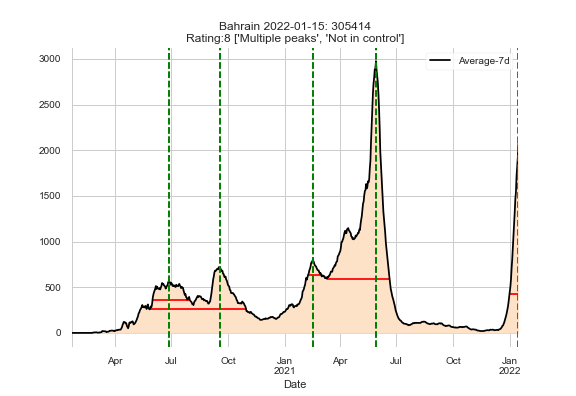 Bahrain 2022-01-15: 305414
Rating:8 ['Multiple peaks', 'Not in control']
Average-7d
3000
2500
2000
1500
1000
500
0
Apr Jul Oct Jan Apr Jul Oct Jan
2021 2022
Date